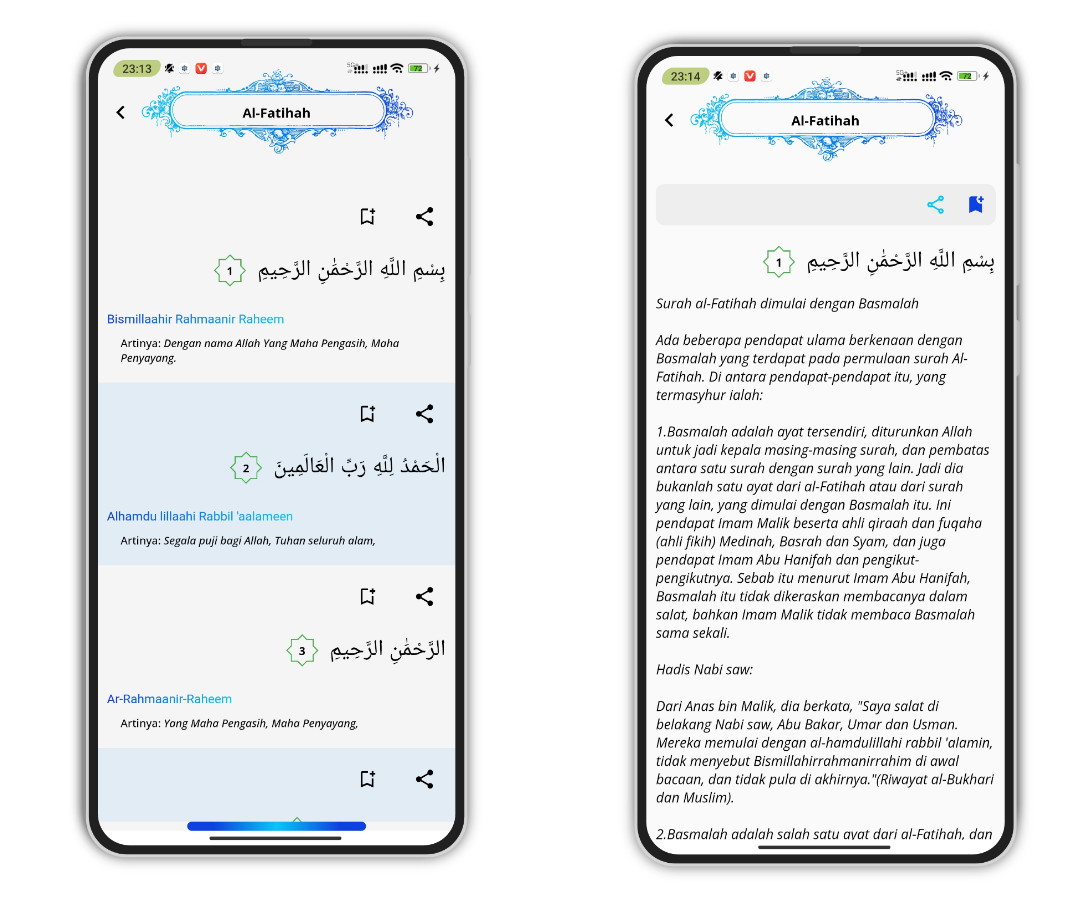 23:13
72
Al-Fatihah
بِسْمِ اللَّهِ الرَّحْمَٰنِ الرَّحِيمِ 1
Bismillaahir Rahmaanir Raheem
Artinya: Dengan nama Allah Yang Maha Pengasih, Maha
Penyayang.
الْحَمْدُ لِلَّهِ رَبِّ الْعَالَمِينَ 2
Alhamdu lillaahi Rabbil 'aalameen
Artinya: Segala puji bagi Allah, Tuhan seluruh alam,
الرَّحْمَٰنِ الرَّحِيمِ 3
Ar-Rahmaanir-Raheem
Artinya: Yang Maha Pengasih, Maha Penyayang,
23:14
72
Al-Fatihah
بِسْمِ اللَّهِ الرَّحْمَٰنِ الرَّحِيمِ 1
Surah al-Fatihah dimulai dengan Basmalah
Ada beberapa pendapat ulama berkenaan dengan
Basmalah yang terdapat pada permulaan surah Al-
Fatihah. Di antara pendapat-pendapat itu, yang
termasyhur ialah:
1.Basmalah adalah ayat tersendiri, diturunkan Allah
untuk jadi kepala masing-masing surah, dan pembatas
antara satu surah dengan surah yang lain. Jadi dia
bukanlah satu ayat dari al-Fatihah atau dari surah
yang lain, yang dimulai dengan Basmalah itu. Ini
pendapat Imam Malik beserta ahli qiraah dan fuqaha
(ahli fikih) Medinah, Basrah dan Syam, dan juga
pendapat Imam Abu Hanifah dan pengikut-
pengikutnya. Sebab itu menurut Imam Abu Hanifah,
Basmalah itu tidak dikeraskan membacanya dalam
salat, bahkan Imam Malik tidak membaca Basmalah
sama sekali.
Hadis Nabi saw:
Dari Anas bin Malik, dia berkata, "Saya salat di
belakang Nabi saw, Abu Bakar, Umar dan Usman.
Mereka memulai dengan al-hamdulillahi rabbil 'alamin,
tidak menyebut Bismillahirrahmanirrahim di awal
bacaan, dan tidak pula di akhirnya."(Riwayat al-Bukhari
dan Muslim).
2.Basmalah adalah salah satu ayat dari al-Fatihah, dan